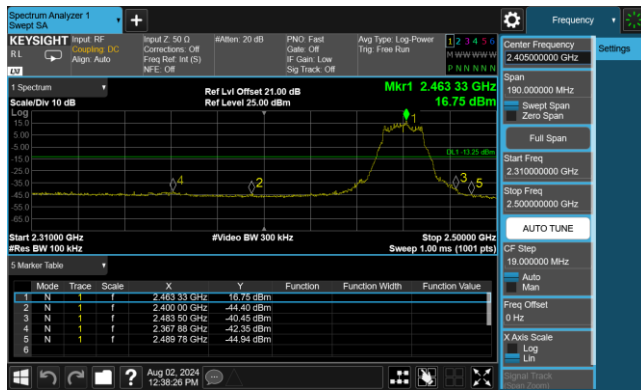 Spectrum Analyzer 1
Swept SA
Frequency
KEYSIGHT
Input: RF
Input Z: 50 Ω
#Atten: 20 dB
PNO: Fast
Avg Type: Log-Power
1 2 3 4 5 6
RL
Coupling: DC
Corrections: Off
Gate: Off
Trig: Free Run
M W W W W W
Align: Auto
Freq Ref: Int (S)
IF Gain: Low
NFE: Off
Sig Track: Off
P N N N N N
LXI
1 Spectrum
Ref Lvl Offset 21.00 dB
Mkr1 2.463 33 GHz
Scale/Div 10 dB
Ref Level 25.00 dBm
16.75 dBm
Log
15.0
5.00
-5.00
-15.0
-25.0
-35.0
-45.0
-55.0
-65.0
DL1 -13.25 dBm
1
2
3
4
5
Start 2.31000 GHz
#Video BW 300 kHz
Stop 2.50000 GHz
#Res BW 100 kHz
Sweep 1.00 ms (1001 pts)
5 Marker Table
Mode Trace Scale X Y Function Function Width Function Value
1 N 1 f 2.463 33 GHz 16.75 dBm
2 N 1 f 2.400 00 GHz -44.40 dBm
3 N 1 f 2.483 50 GHz -40.45 dBm
4 N 1 f 2.367 88 GHz -42.35 dBm
5 N 1 f 2.489 78 GHz -44.94 dBm
6
Aug 02, 2024
12:38:26 PM
?
Settings
Center Frequency
2.405000000 GHz
Span
190.000000 MHz
Swept Span
Zero Span
Full Span
Start Freq
2.310000000 GHz
Stop Freq
2.500000000 GHz
AUTO TUNE
CF Step
19.000000 MHz
Auto
Man
Freq Offset
0 Hz
X Axis Scale
Log
Lin
Signal Track
(Span Zoom)